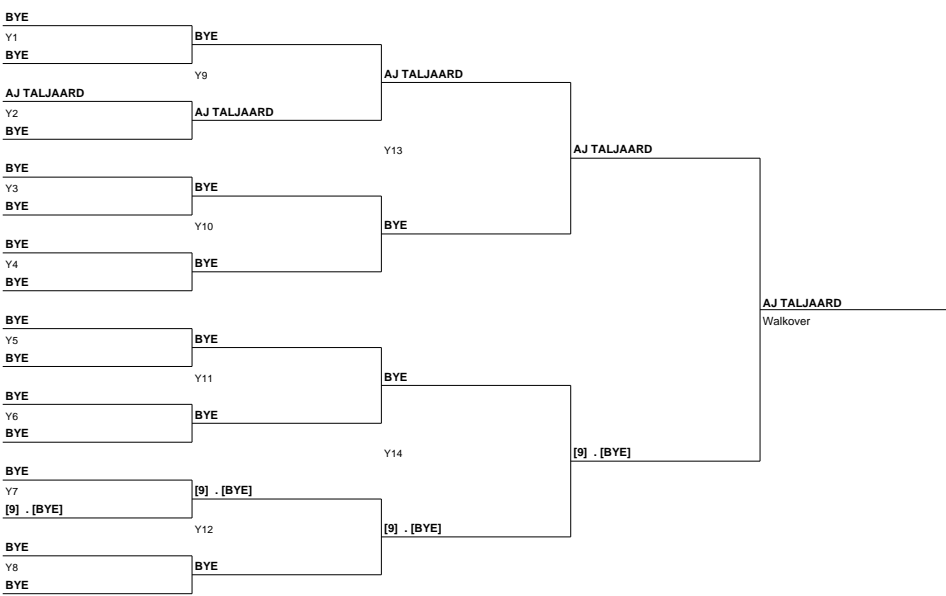 BYE
Y1
BYE
BYE
Y9
AJ TALJAARD
AJ TALJAARD
Y2
AJ TALJAARD
BYE
Y13
AJ TALJAARD
BYE
Y3
BYE
BYE
Y10
BYE
BYE
Y4
BYE
BYE
AJ TALJAARD
Walkover
BYE
Y5
BYE
BYE
Y11
BYE
BYE
Y6
BYE
BYE
Y14
[9] . [BYE]
BYE
Y7
[9] . [BYE]
[9] . [BYE]
Y12
[9] . [BYE]
BYE
Y8
BYE
BYE